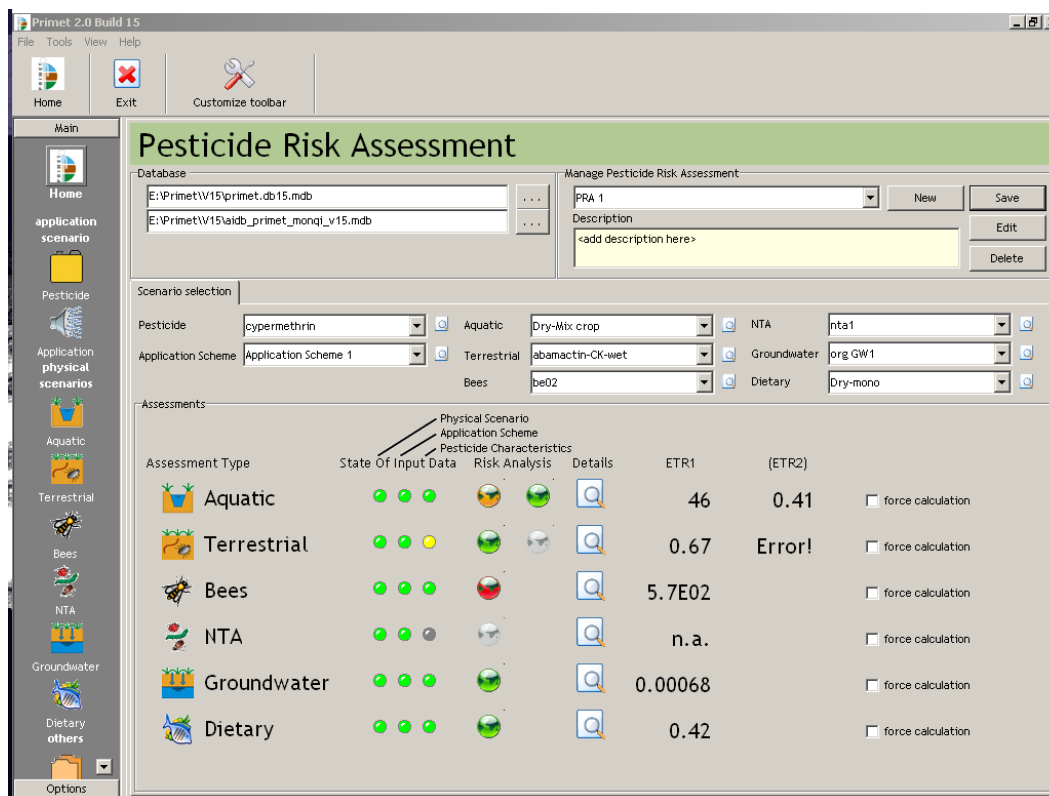 Primet 2.0 Build 15
File Tools View Help
Home Exit Customize toolbar
Main
Home
application
scenario
Pesticide
Application
physical
scenarios
Aquatic
Terrestrial
Bees
NTA
Groundwater
Dietary
others
Options
Pesticide Risk Assessment
Database
E:\Primet\V15\primet.db15.mdb ...
E:\Primet\V15\aidb_primet_monqi_v15.mdb ...
Manage Pesticide Risk Assessment
PRA 1 New Save
Description
<add description here>
Edit
Delete
Scenario selection
Pesticide cypermethrin Aquatic Dry-Mix crop NTA nta1
Application Scheme Application Scheme 1 Terrestrial abamactin-CK-wet Groundwater org GW1
Bees be02 Dietary Dry-mono
Assessments
Physical Scenario
Application Scheme
Pesticide Characteristics
Assessment Type State Of Input Data Risk Analysis Details ETR1 (ETR2)
Aquatic 46 0.41 force calculation
Terrestrial 0.67 Error! force calculation
Bees 5.7E02 force calculation
NTA n.a. force calculation
Groundwater 0.00068 force calculation
Dietary 0.42 force calculation